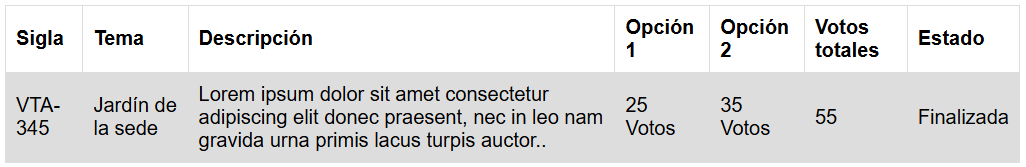 Sigla
Tema
Descripción
Opción
1
Opción
2
Votos
totales
Estado
VTA-
345
Jardín de
la sede
Lorem ipsum dolor sit amet consectetur
adipiscing elit donec praesent, nec in leo nam
gravida urna primis lacus turpis auctor..
25
Votos
35
Votos
55
Finalizada